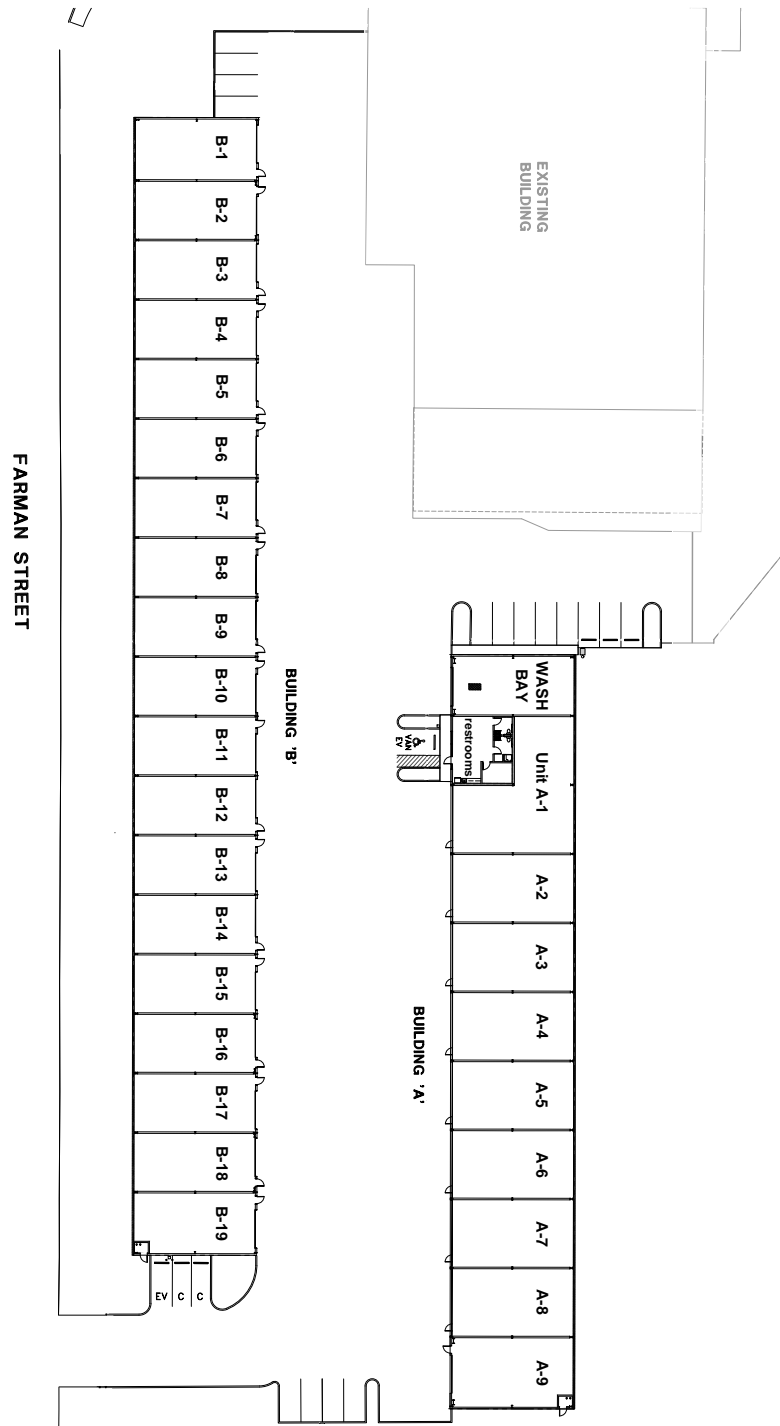 EXISTING
BUILDING
FARMAN STREET
B-1
B-2
B-3
B-4
B-5
B-6
B-7
B-8
B-9
B-10
B-11
B-12
B-13
B-14
B-15
B-16
B-17
B-18
B-19
BUILDING 'B'
EV
C
C
WASH
BAY
restrooms
VAN
EV
Unit A-1
A-2
A-3
A-4
A-5
A-6
A-7
A-8
A-9
BUILDING 'A'